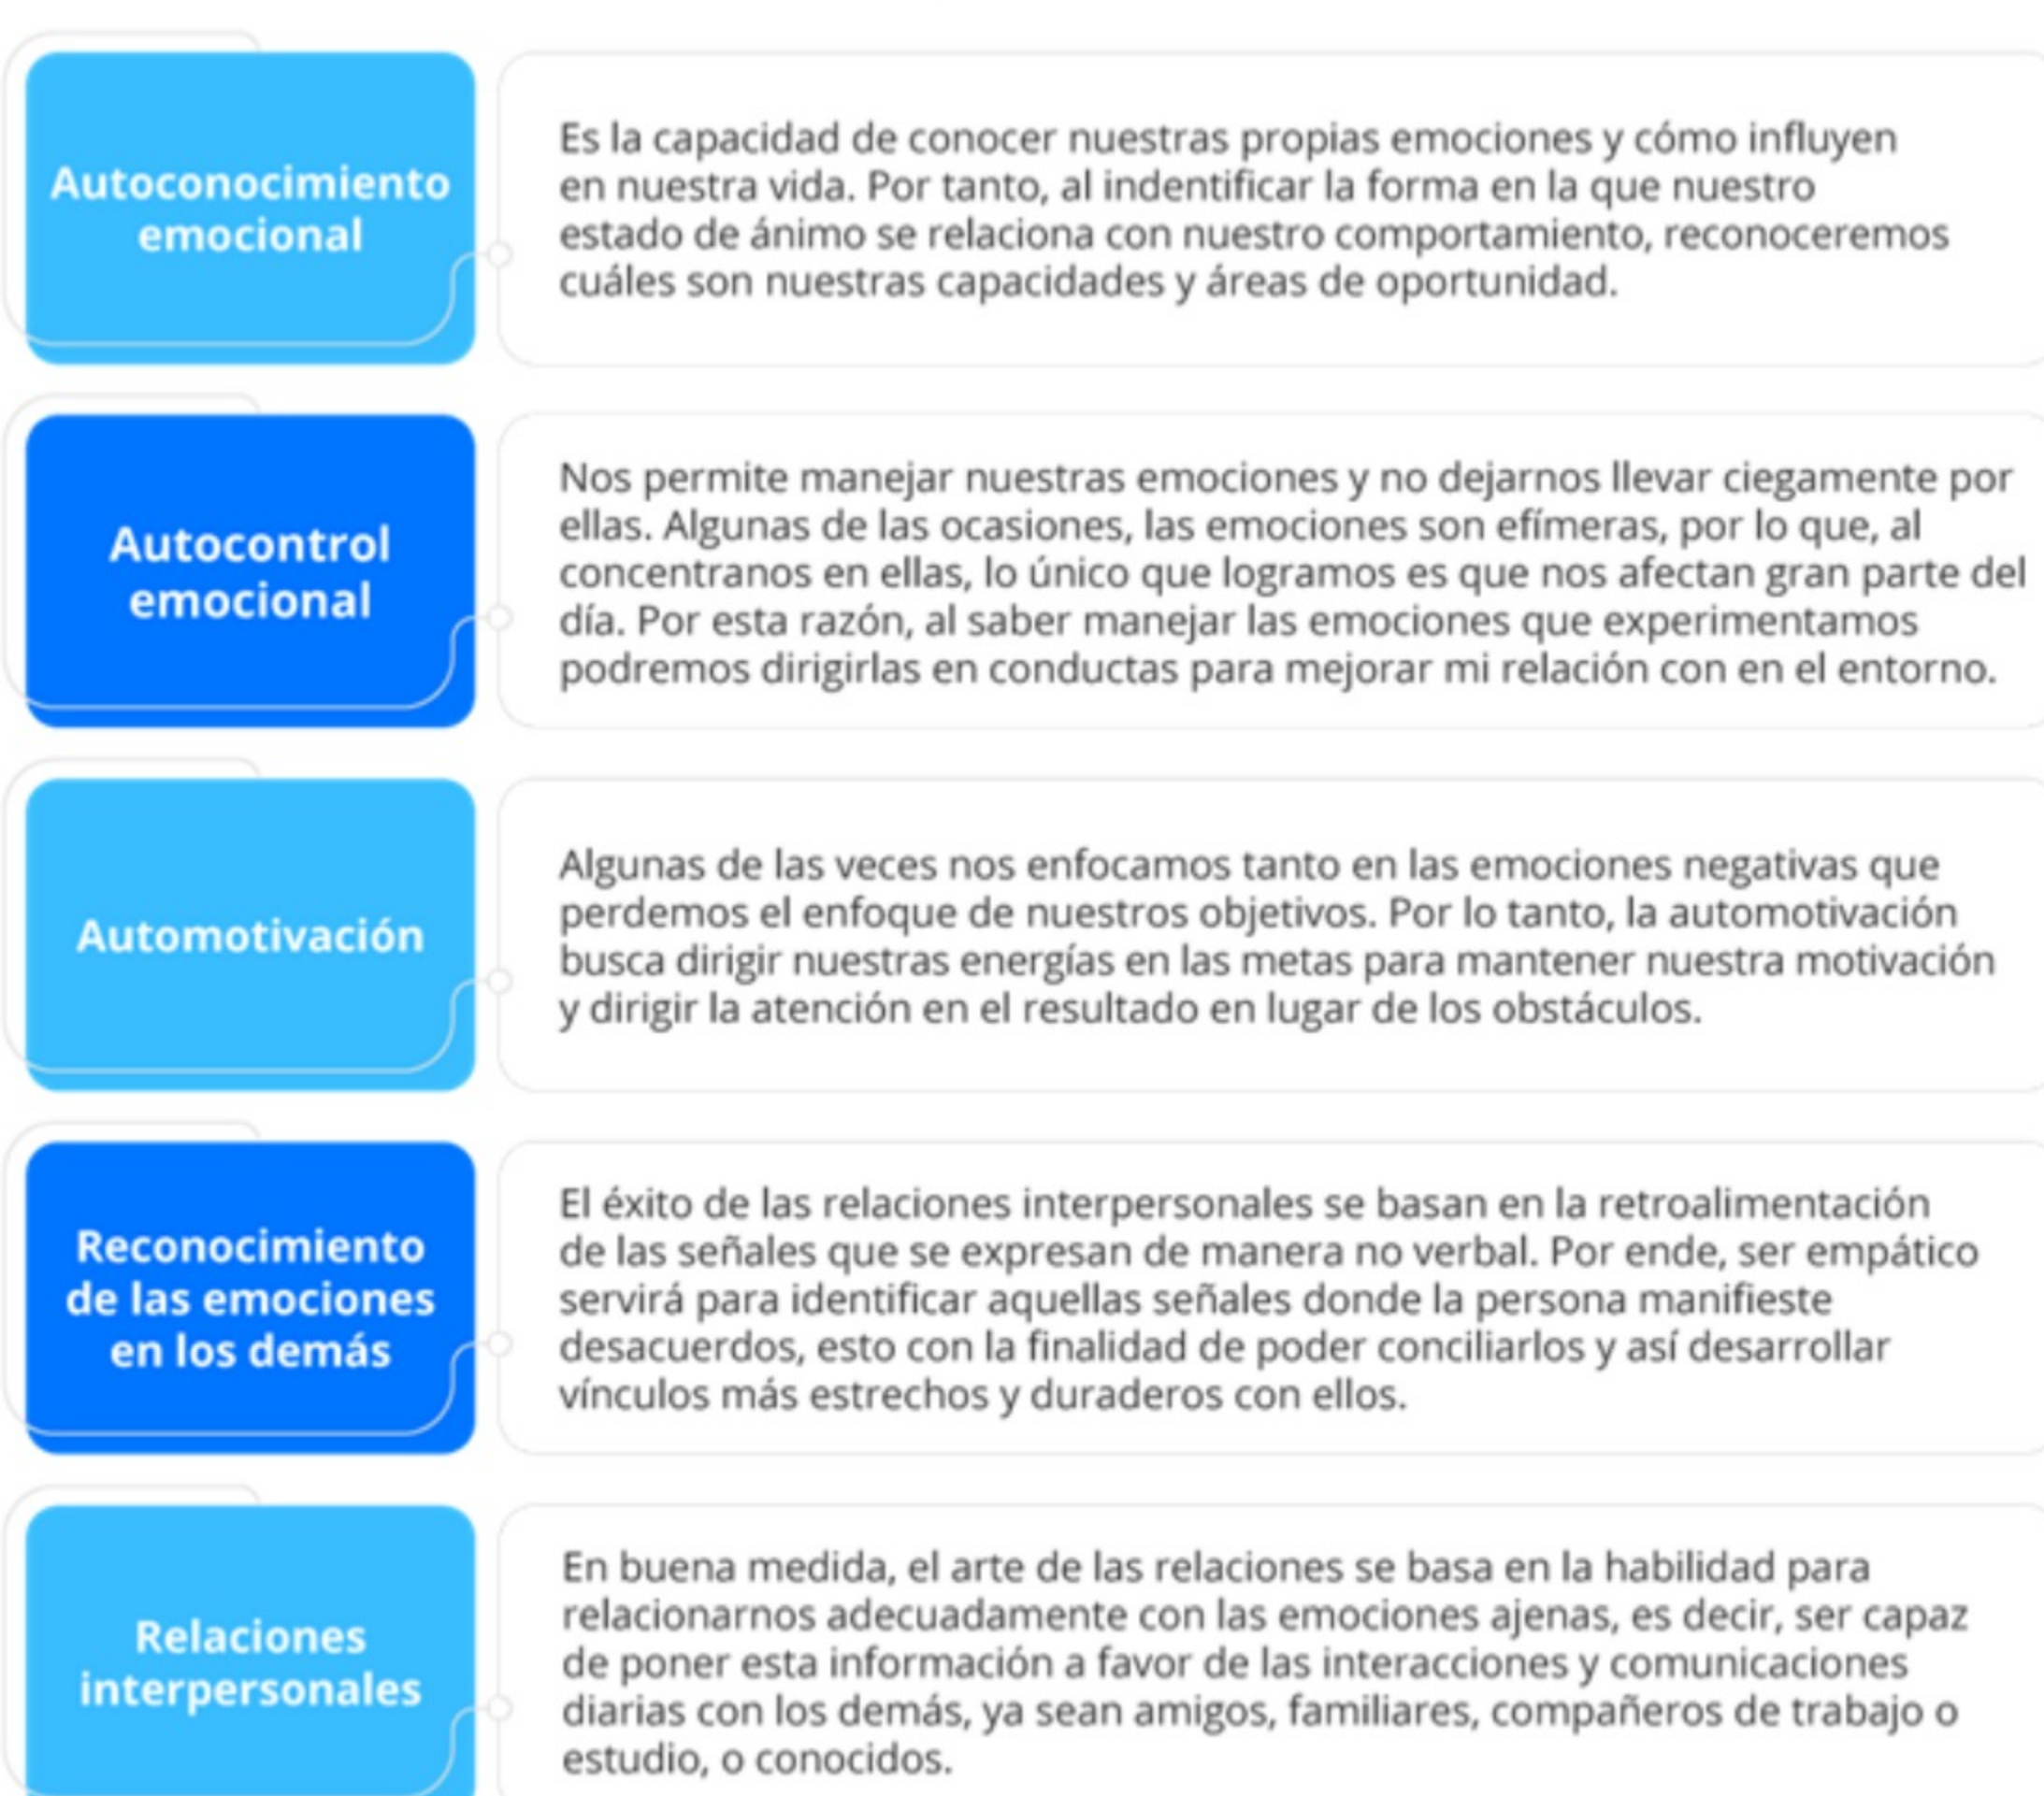 Autoconocimiento
emocional
Es la capacidad de conocer nuestras propias emociones y cómo influyen
en nuestra vida. Por tanto, al indentificar la forma en la que nuestro
estado de ánimo se relaciona con nuestro comportamiento, reconoceremos
cuáles son nuestras capacidades y áreas de oportunidad.
Autocontrol
emocional
Nos permite manejar nuestras emociones y no dejarnos llevar ciegamente por
ellas. Algunas de las ocasiones, las emociones son efímeras, por lo que, al
concentranos en ellas, lo único que logramos es que nos afectan gran parte del
día. Por esta razón, al saber manejar las emociones que experimentamos
podremos dirigirlas en conductas para mejorar mi relación con en el entorno.
Automotivación
Algunas de las veces nos enfocamos tanto en las emociones negativas que
perdemos el enfoque de nuestros objetivos. Por lo tanto, la automotivación
busca dirigir nuestras energías en las metas para mantener nuestra motivación
y dirigir la atención en el resultado en lugar de los obstáculos.
Reconocimiento
de las emociones
en los demás
El éxito de las relaciones interpersonales se basan en la retroalimentación
de las señales que se expresan de manera no verbal. Por ende, ser empático
servirá para identificar aquellas señales donde la persona manifieste
desacuerdos, esto con la finalidad de poder conciliarlos y así desarrollar
vínculos más estrechos y duraderos con ellos.
Relaciones
interpersonales
En buena medida, el arte de las relaciones se basa en la habilidad para
relacionarnos adecuadamente con las emociones ajenas, es decir, ser capaz
de poner esta información a favor de las interacciones y comunicaciones
diarias con los demás, ya sean amigos, familiares, compañeros de trabajo o
estudio, o conocidos.